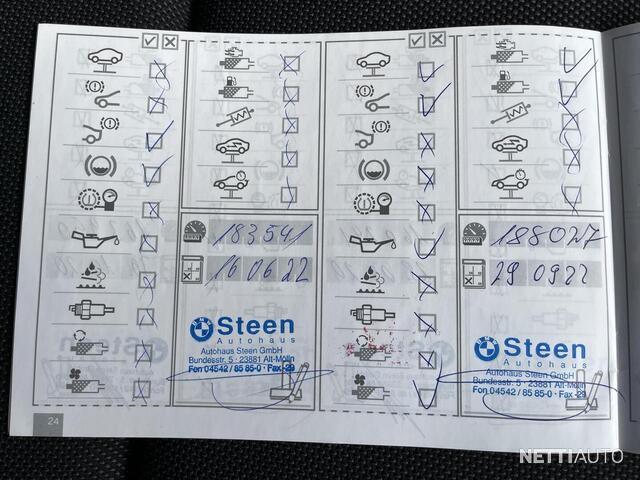 183541
16 06 22
Steen
Autohaus
Autohaus Steen GmbH
Bundesstr. 5 · 23881 Alt-Mölln
Fon 04542 / 85 85-0 · Fax -29
188027
29 09 22
Steen
Autohaus
Autohaus Steen GmbH
Bundesstr. 5 · 23881 Alt-Mölln
Fon 04542 / 85 85-0 · Fax -29
24
NETTIAUTO